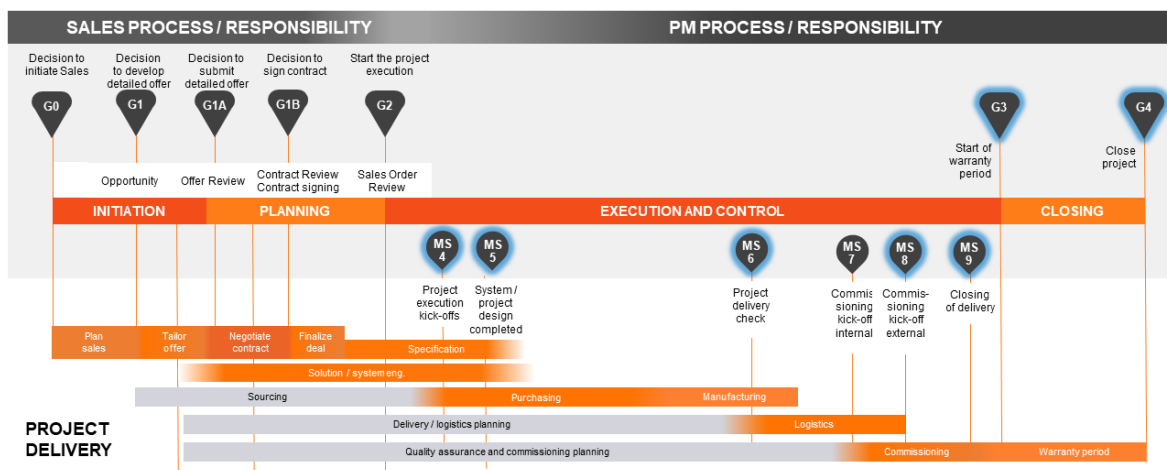 SALES PROCESS / RESPONSIBILITY
PM PROCESS / RESPONSIBILITY
Decision to
initiate Sales
Decision
to develop
detailed offer
Decision to
submit
detailed offer
Decision to
sign contract
Start the project
execution
G0
G1
G1A
G1B
G2
G3
G4
Start of
warranty
period
Close
project
Opportunity
Offer Review
Contract Review
Contract signing
Sales Order
Review
INITIATION
PLANNING
EXECUTION AND CONTROL
CLOSING
MS
4
MS
5
MS
6
MS
7
MS
8
MS
9
Project
execution
kick-offs
System /
project
design
completed
Project
delivery
check
Commis
sioning
kick-off
internal
Commis-
sioning
kick-off
external
Closing
of delivery
Plan
sales
Tailor
offer
Negotiate
contract
Finalize
deal
Specification
Solution / system eng.
Sourcing
Purchasing
Manufacturing
PROJECT
DELIVERY
Delivery / logistics planning
Logistics
Quality assurance and commissioning planning
Commissioning
Warranty period